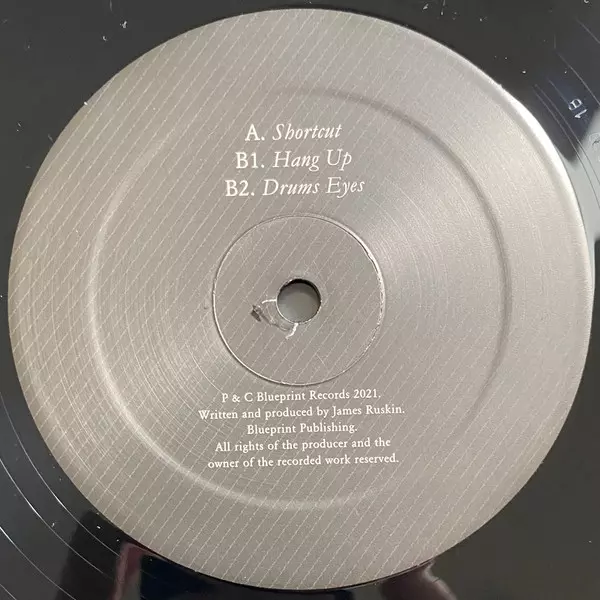 A. Shortcut
B1. Hang Up
B2. Drums Eyes
P & C Blueprint Records 2021.
Written and produced by James Ruskin.
Blueprint Publishing.
All rights of the producer and the
owner of the recorded work reserved.